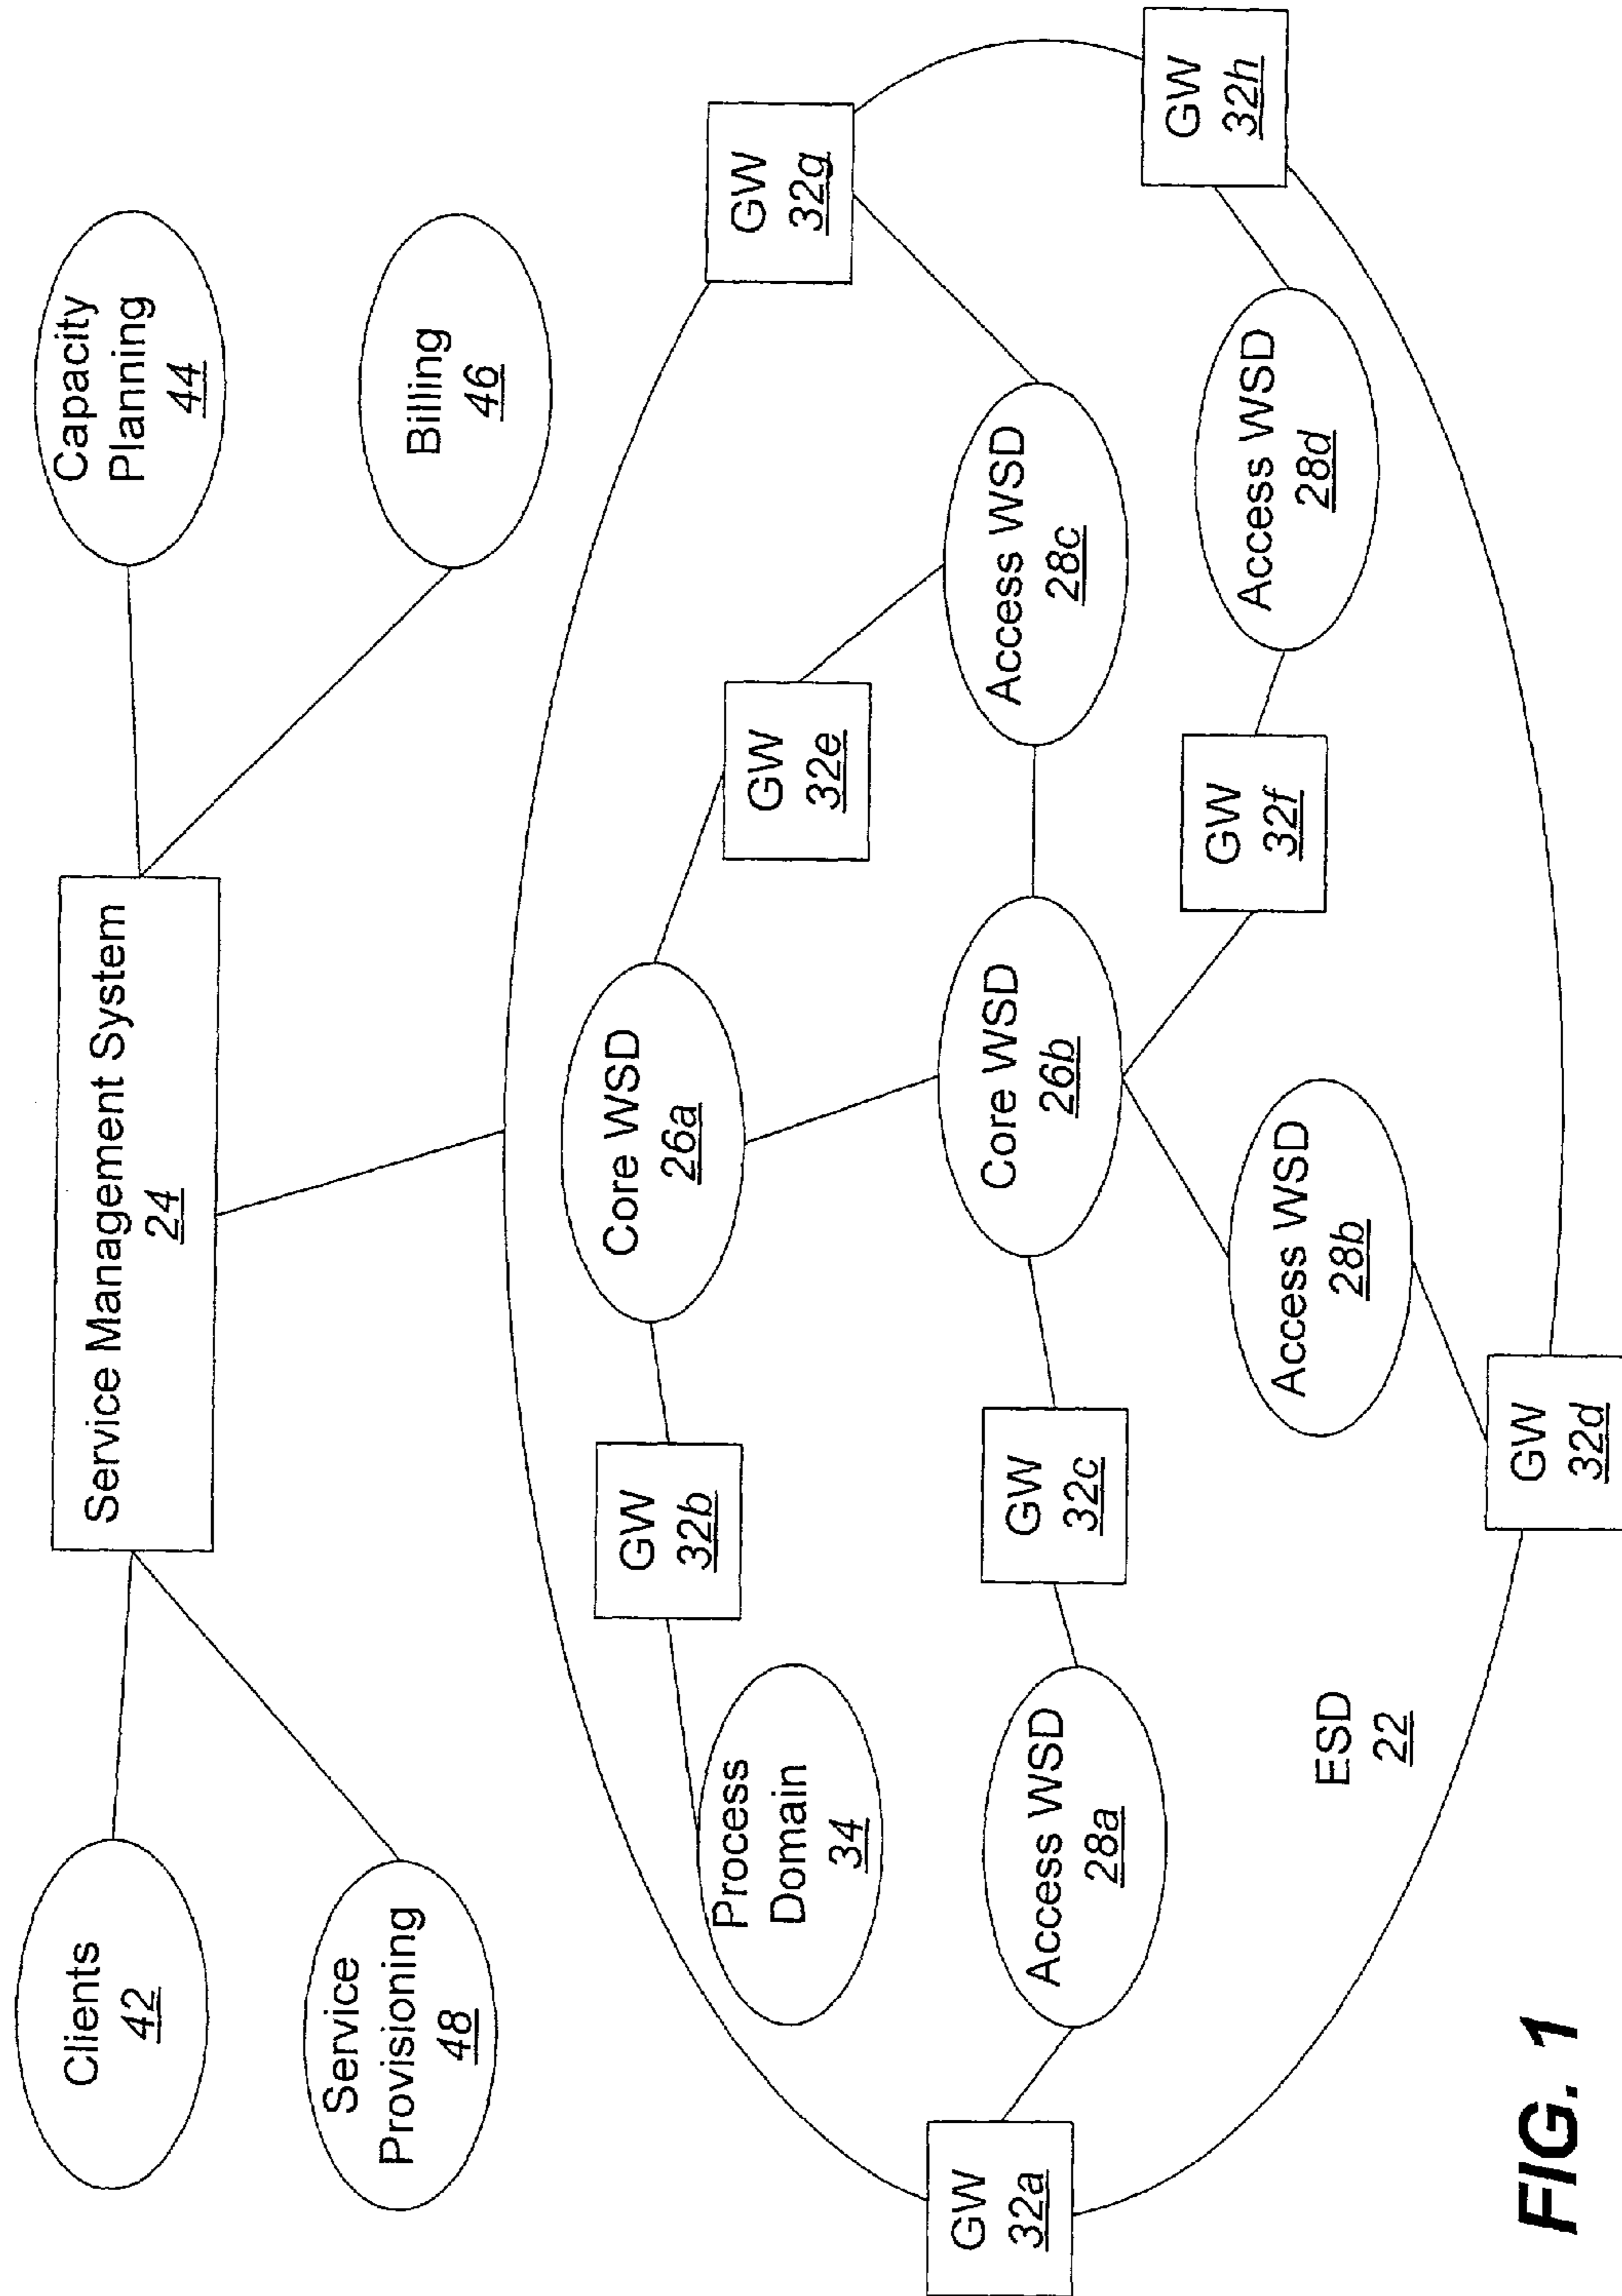 Clients
42
Service Management System
24
Capacity
Planning
44
Service
Provisioning
48
Billing
46
Process
Domain
34
GW
32b
Core WSD
26a
GW
32e
GW
32g
GW
32a
Access WSD
28a
GW
32c
Core WSD
26b
Access WSD
28c
GW
32h
ESD
22
Access WSD
28b
GW
32f
Access WSD
28d
GW
32d
FIG. 1